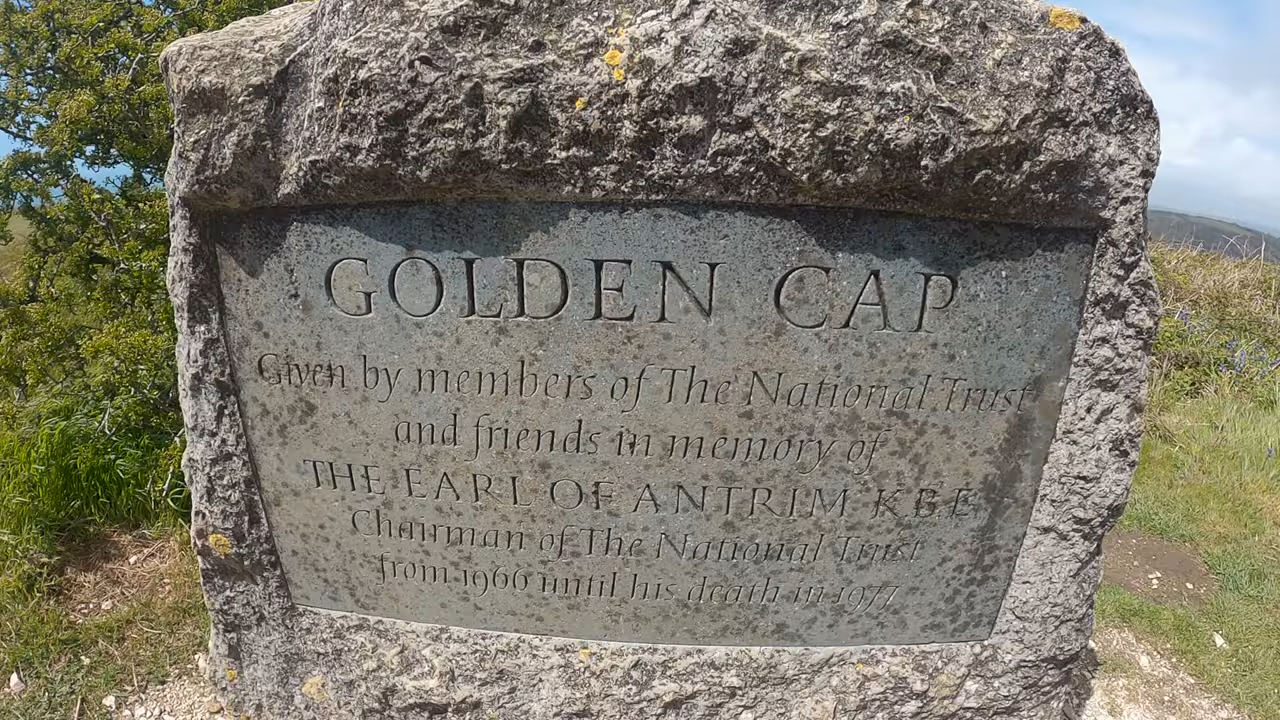 GOLDEN CAP
Given by members of The National Trust
and friends in memory of
THE EARL OF ANTRIM K.B.E
Chairman of The National Trust
from 1966 until his death in 1977